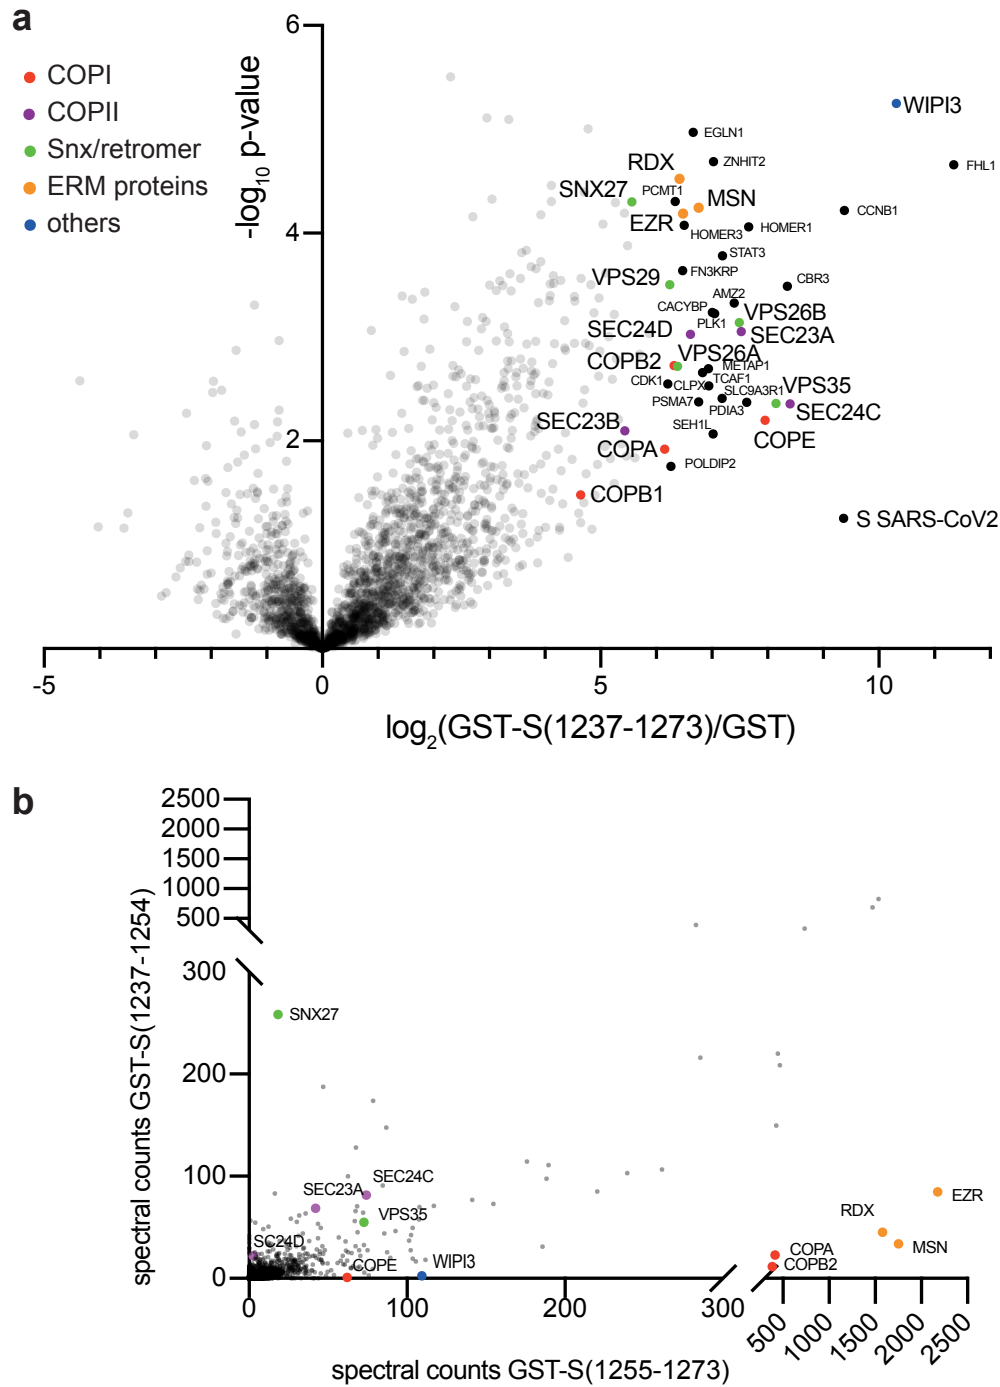 a
6
-log10 p-value
COPI
COPII
Snx/retromer
ERM proteins
others
WIPI3
EGLN1
ZNHIT2
FHL1
RDX
SNX27
PCMT1
MSN
CCNB1
4
EZR
HOMER3
HOMER1
STAT3
VPS29
FN3KRP
CBR3
AMZ2
CACYBP
VPS26B
PLK1
SEC24D
SEC23A
COPB2
VPS26A
METAP1
CDK1
CLPX
TCAF1
VPS35
SLC9A3R1
PSMA7
PDIA3
SEC24C
SEC23B
SEH1L
COPE
2
COPA
POLDIP2
COPB1
S SARS-CoV2
-5
0
5
10
log2(GST-S(1237-1273)/GST)
b
2500
2000
1500
1000
500
300
200
100
0
spectral counts GST-S(1237-1254)
SNX27
SEC24C
SEC23A
VPS35
SC24D
COPE
WIPI3
EZR
RDX
MSN
COPA
COPB2
0
100
200
300
500
1000
1500
2000
2500
spectral counts GST-S(1255-1273)